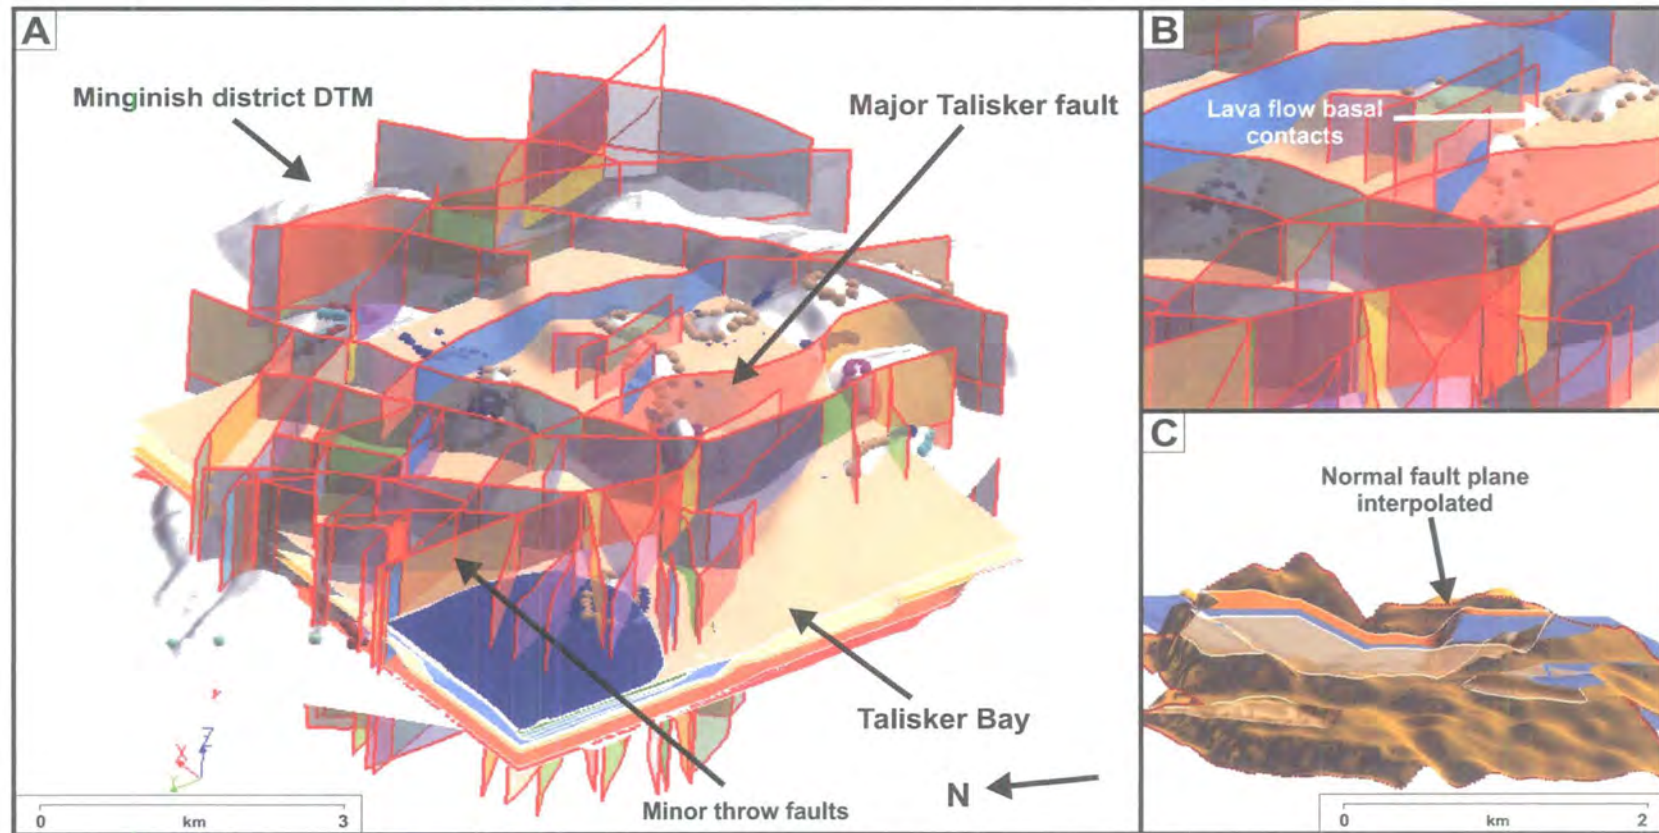 A
Minginish district DTM
Major Talisker fault
Talisker Bay
Minor throw faults
N
0 km 3
X
Y
Z
B
Lava flow basal
contacts
C
Normal fault plane
interpolated
0 km 2